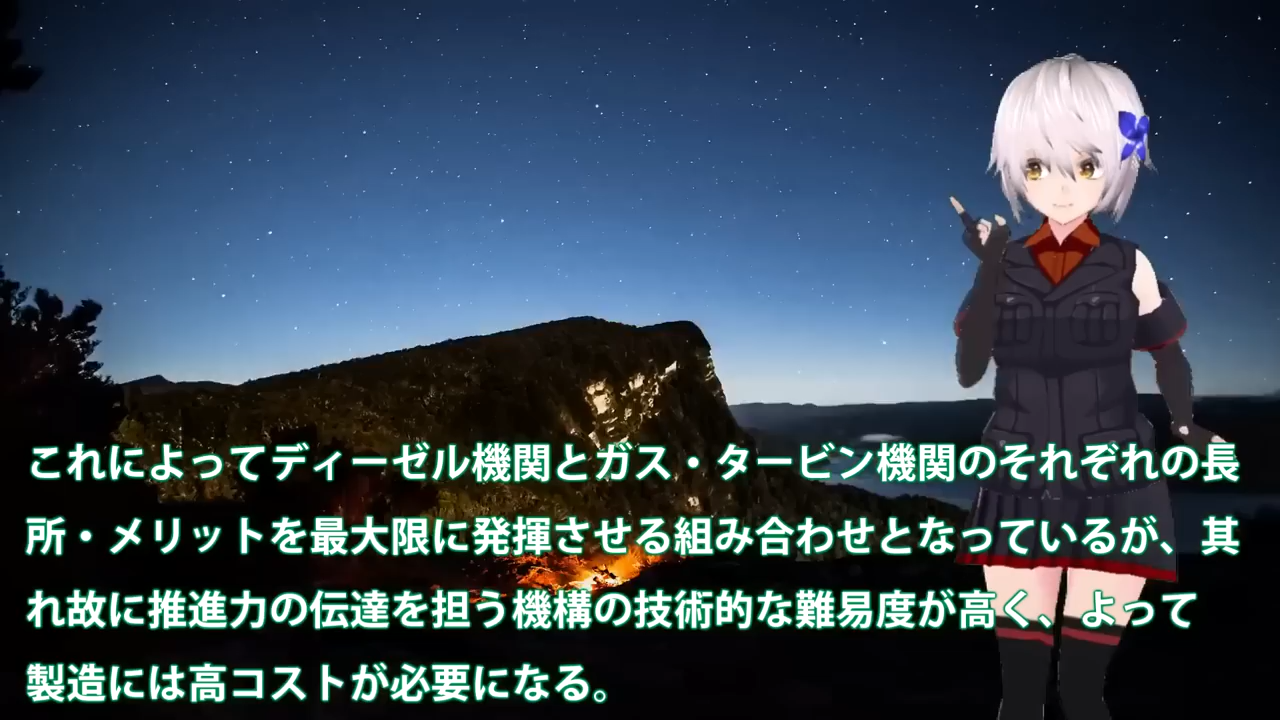 これによってディーゼル機関とガス・タービン機関のそれぞれの長
所・メリットを最大限に発揮させる組み合わせとなっているが、其
れ故に推進力の伝達を担う機構の技術的な難易度が高く、よって
製造には高コストが必要になる。